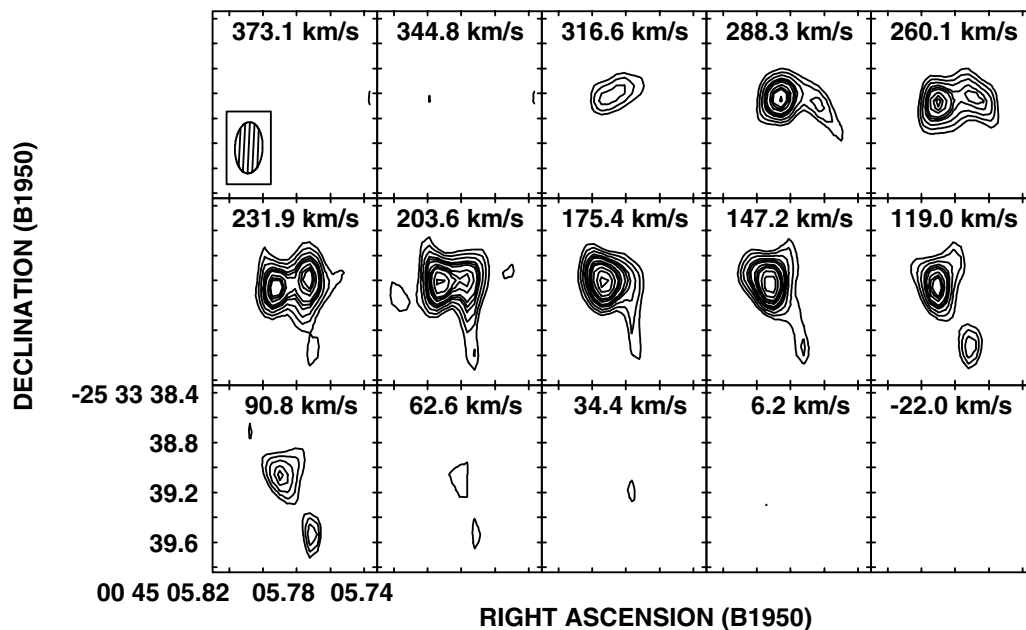 373.1 km/s 344.8 km/s 316.6 km/s 288.3 km/s 260.1 km/s
231.9 km/s 203.6 km/s 175.4 km/s 147.2 km/s 119.0 km/s
90.8 km/s 62.6 km/s 34.4 km/s 6.2 km/s -22.0 km/s
DECLINATION (B1950)
-25 33 38.4
38.8
39.2
39.6
00 45 05.82 05.78 05.74
RIGHT ASCENSION (B1950)